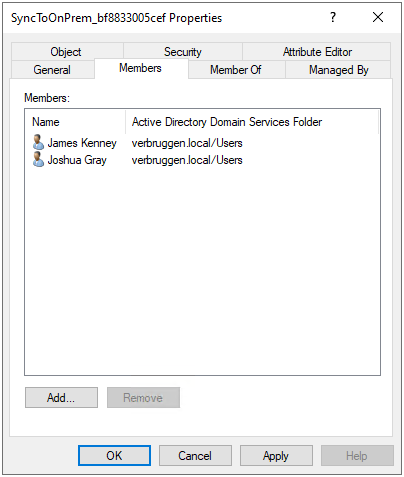 SyncToOnPrem_bf8833005cef Properties
Object Security Attribute Editor
General Members Member Of Managed By
Members:
Name Active Directory Domain Services Folder
James Kenney verbruggen.local/Users
Joshua Gray verbruggen.local/Users
Add... Remove
OK Cancel Apply Help